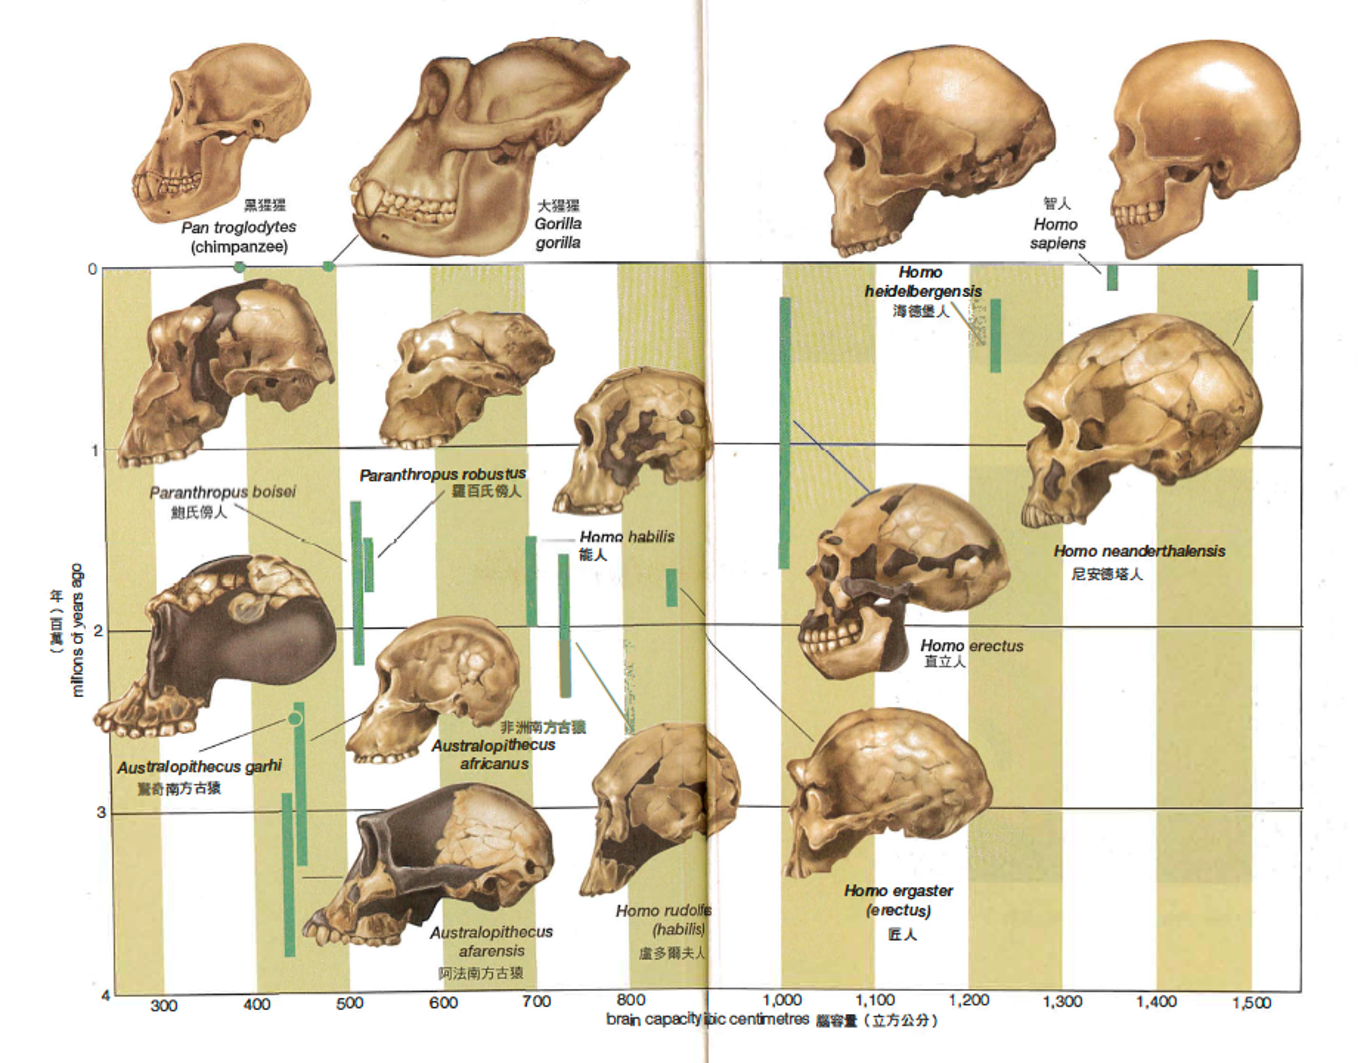 黑猩猩
Pan troglodytes
(chimpanzee)
大猩猩
Gorilla
gorilla
智人
Homo
sapiens
Homo
heidelbergensis
海德堡人
0
1
2
3
4
年(百萬)
millions of years ago
Paranthropus boisei
鮑氏傍人
Paranthropus robustus
羅百氏傍人
Homo habilis
能人
Homo neanderthalensis
尼安德塔人
Homo erectus
直立人
Australopithecus garhi
驚奇南方古猿
非洲南方古猿
Australopithecus
africanus
Homo ergaster
(erectus)
匠人
Homo
(habilis)
盧多爾夫人
Australopithecus
afarensis
阿法南方古猿
300 400 500 600 700 800 1,000 1,100 1,200 1,300 1,400 1,500
brain capacity centimetres 腦容量(立方公分)